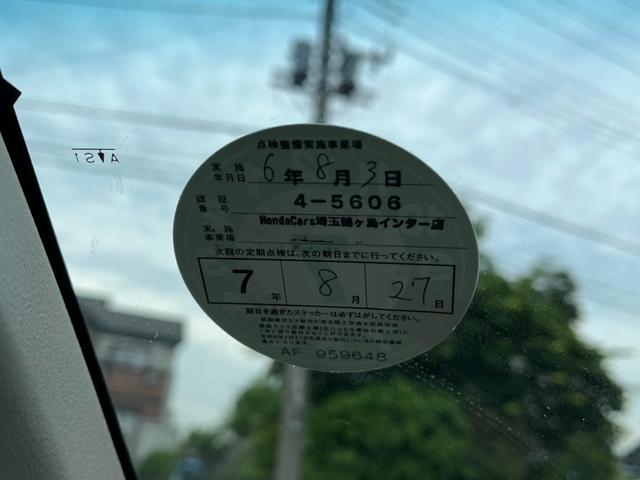 点検整備実施事業場
実施年月日 6年8月3日
認証番号 4-5606
実施事業場 HondaCars埼玉鶴ヶ島インター店
次回の定期点検は、次の期日までに行ってください。
7年 8月 27日
期日を過ぎたステッカーは必ずはがしてください。
AF 959648